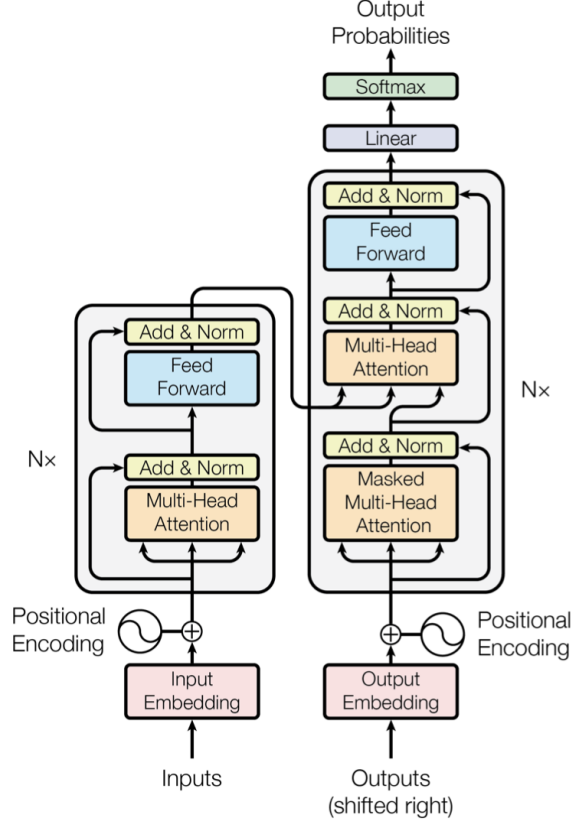 Output
Probabilities
Softmax
Linear
Add & Norm
Feed
Forward
Add & Norm
Multi-Head
Attention
Add & Norm
Masked
Multi-Head
Attention
N×
Add & Norm
Feed
Forward
Add & Norm
Multi-Head
Attention
N×
Positional
Encoding
Positional
Encoding
Input
Embedding
Output
Embedding
Inputs
Outputs
(shifted right)